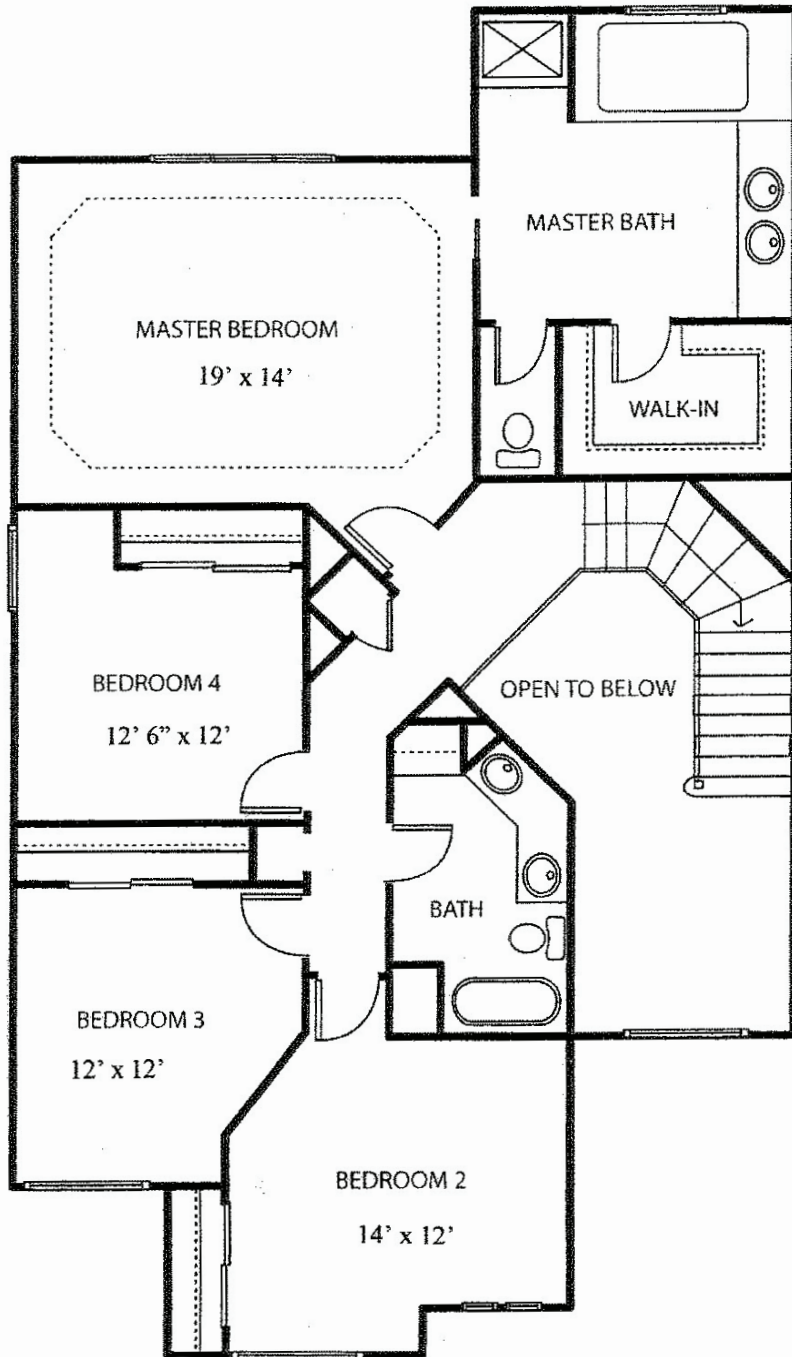 MASTER BATH
MASTER BEDROOM
19’ x 14’
WALK-IN
BEDROOM 4
12’ 6” x 12’
OPEN TO BELOW
BATH
BEDROOM 3
12’ x 12’
BEDROOM 2
14’ x 12’